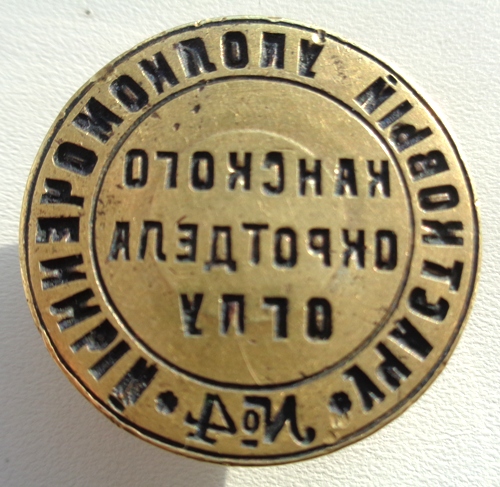 УЧАСТКОВЫЙ УПОЛНОМОЧЕННЫЙ
КАНСКОГО
ОКРОТДЕЛА
ОГПУ
* №4 *